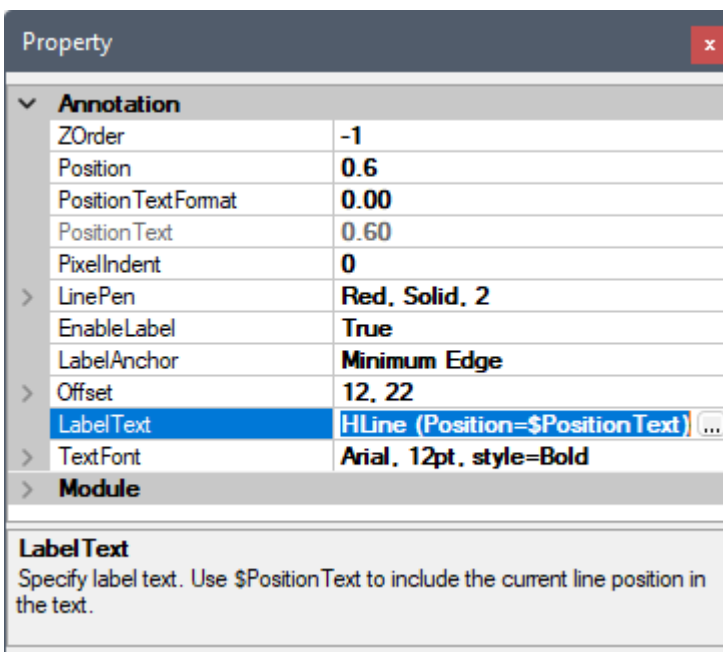 Property
x
Annotation
ZOrder -1
Position 0.6
PositionTextFormat 0.00
PositionText 0.60
PixelIndent 0
LinePen Red, Solid, 2
EnableLabel True
LabelAnchor Minimum Edge
Offset 12, 22
LabelText HLine (Position=$PositionText) ...
TextFont Arial, 12pt, style=Bold
Module
LabelText
Specify label text. Use $PositionText to include the current line position in
the text.